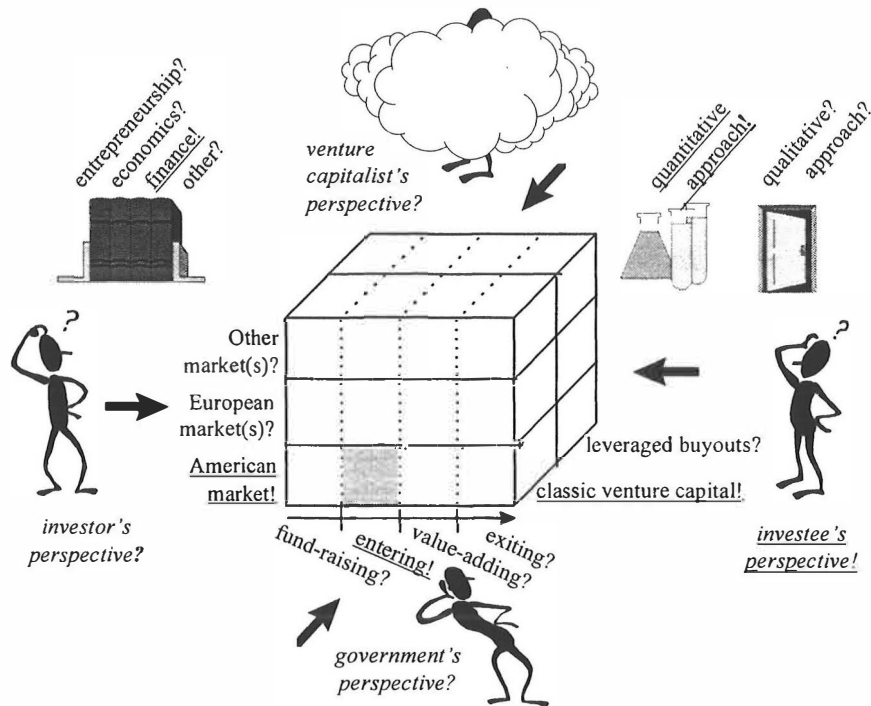 entrepreneurship?
economics?
finance!
other?
venture
capitalist's
perspective?
quantitative
approach!
qualitative?
approach?
?
Other
market(s)?
European
market(s)?
American
market!
investor's
perspective?
?
leveraged buyouts?
classic venture capital!
investee's
perspective!
fund-raising?
entering!
value-adding?
exiting?
government's
perspective?